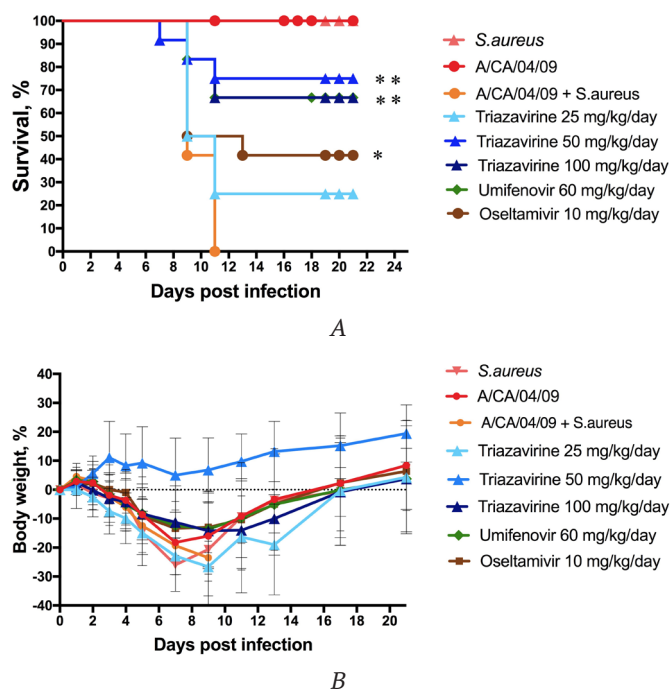 100
90
80
70
60
50
40
30
20
10
0
Survival, %
0 2 4 6 8 10 12 14 16 18 20 22 24
Days post infection
**
**
*
S.aureus
A/CA/04/09
A/CA/04/09 + S.aureus
Triazavirine 25 mg/kg/day
Triazavirine 50 mg/kg/day
Triazavirine 100 mg/kg/day
Umifenovir 60 mg/kg/day
Oseltamivir 10 mg/kg/day
A
40
30
20
10
0
-10
-20
-30
-40
Body weight, %
0 2 4 6 8 10 12 14 16 18 20
Days post infection
S.aureus
A/CA/04/09
A/CA/04/09 + S.aureus
Triazavirine 25 mg/kg/day
Triazavirine 50 mg/kg/day
Triazavirine 100 mg/kg/day
Umifenovir 60 mg/kg/day
Oseltamivir 10 mg/kg/day
B